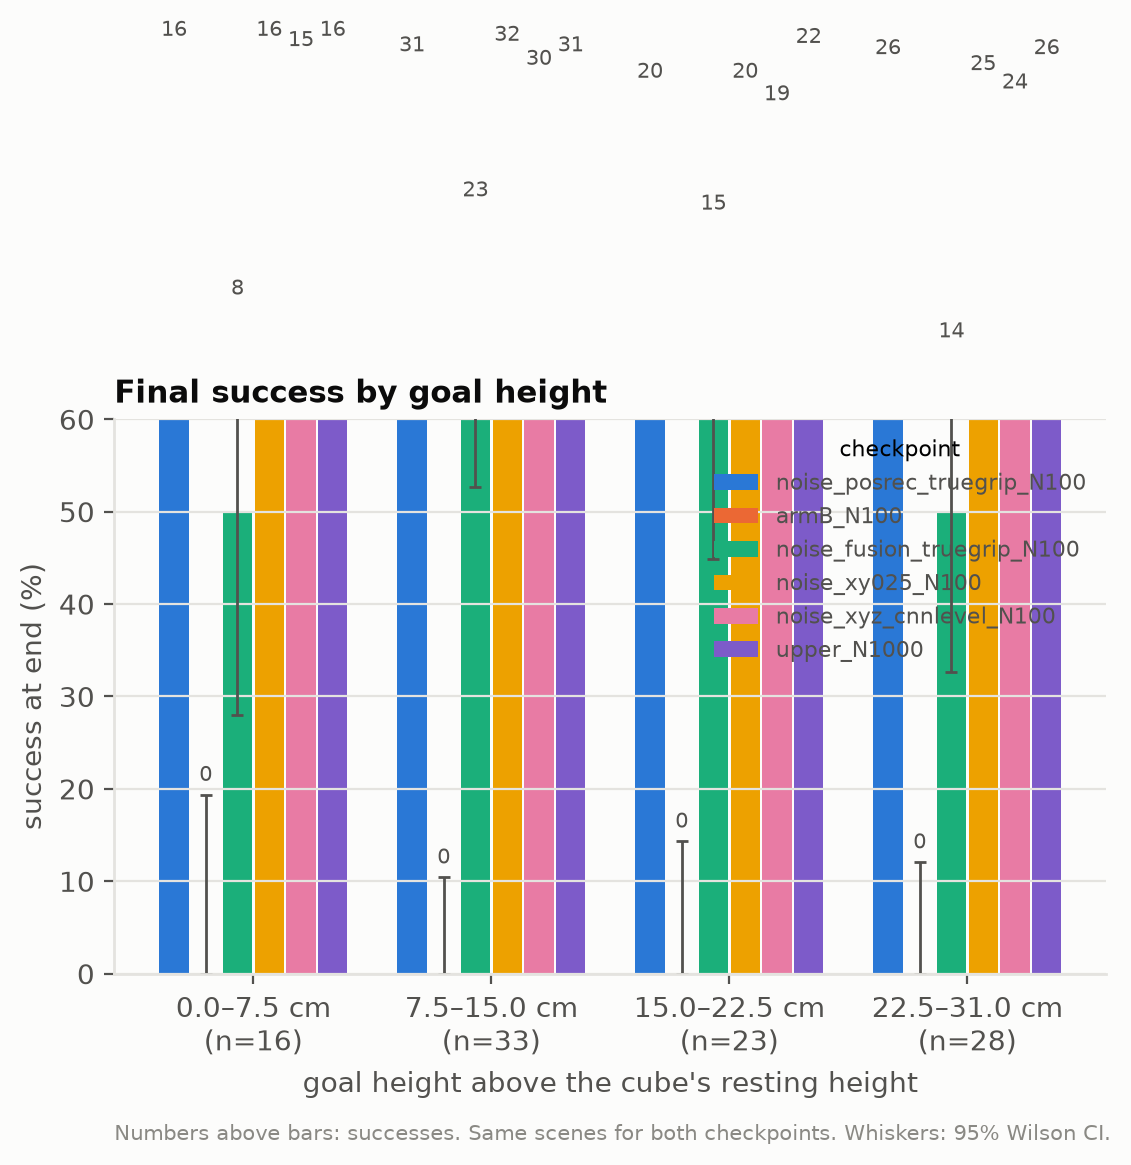 16 16 15 16 31 32 30 31 20 20 19 22 26 25 24 26
23
15
8
14
Final success by goal height
60
50
40
30
20
10
0
success at end (%)
checkpoint
noise_posrec_truegrip_N100
armB_N100
noise_fusion_truegrip_N100
noise_xy025_N100
noise_xyz_cnnlevel_N100
upper_N1000
0 0 0 0
0.0–7.5 cm 7.5–15.0 cm 15.0–22.5 cm 22.5–31.0 cm
(n=16) (n=33) (n=23) (n=28)
goal height above the cube's resting height
Numbers above bars: successes. Same scenes for both checkpoints. Whiskers: 95% Wilson CI.